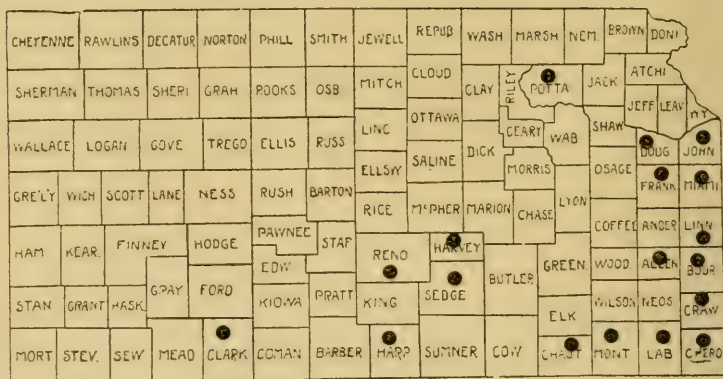 CHEYENNE RAWLINS DECATUR NORTON PHILL SMITH JEWELL REPUB WASH MARSH NEM. BROWN DONI
SHERMAN THOMAS SHERI GRAH ROOKS OSB MITCH CLOUD CLAY RILEY POTTA JACK ATCHI
JEFF LEAV WY
WALLACE LOGAN GOVE TREGO ELLIS RUSS LINC OTTAWA DICK GEARY WAB SHAW DOUG JOHN
ELLSW SALINE MORRIS OSAGE FRANK MIAMI
GRE'LY WICH SCOTT LANE NESS RUSH BARTON RICE McPHER MARION CHASE LYON COFFEY ANDER LINN
HAM KEAR. FINNEY HODGE PAWNEE STAF RENO HARVEY BUTLER GREEN. WOOD. ALLEN BOUR
GRAY FORD EDW SEDGE
STAN GRANT HASK. KIOWA PRATT KING ELK WILSON NEOS CRAW
MORT STEV. SEW MEAD CLARK COMAN BARBER HARP SUMNER COW CHAUT MONT LAB CHERO